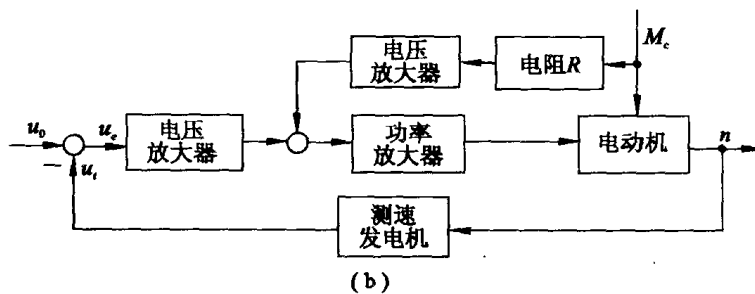 电压
放大器
电阻R
M_c
u_0
u_e
电压
放大器
功率
放大器
电动机
n
−
u_t
测速
发电机
(b)